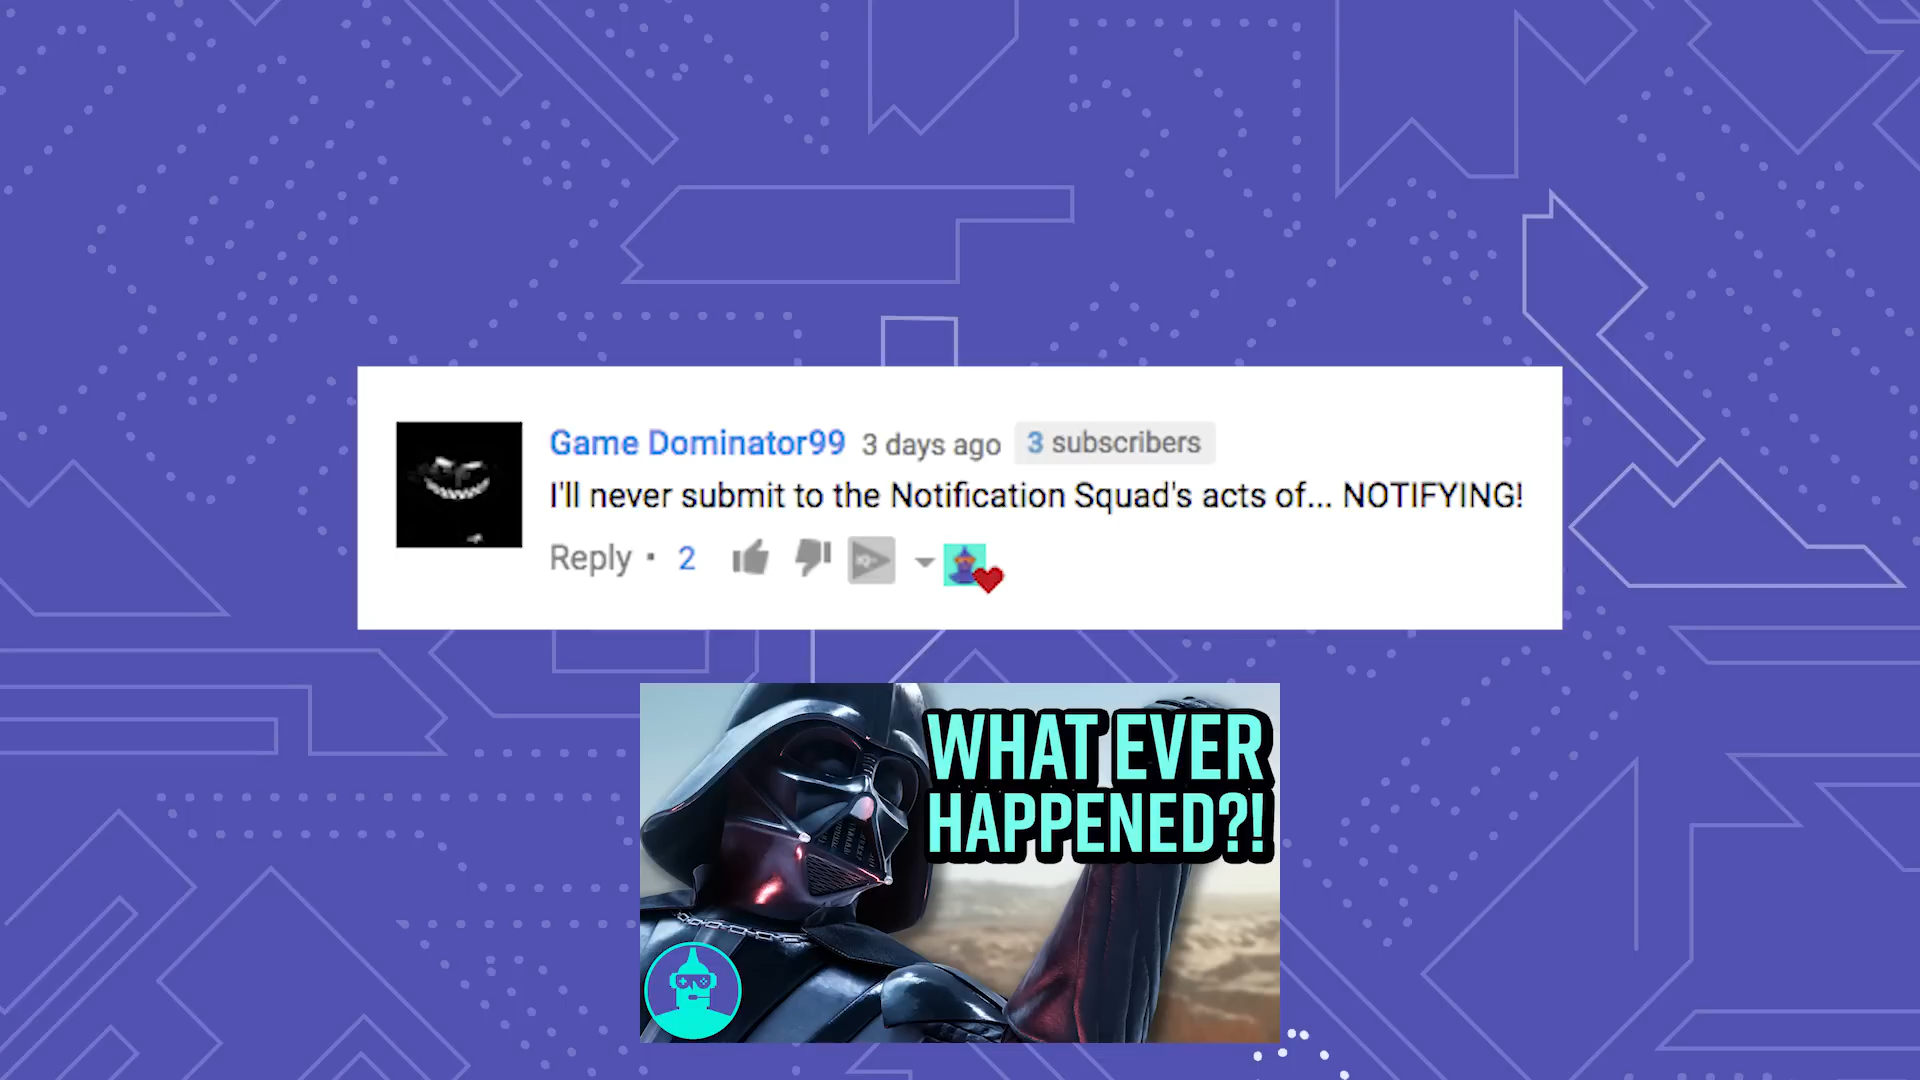 Game Dominator99 3 days ago 3 subscribers
I'll never submit to the Notification Squad's acts of... NOTIFYING!
Reply · 2
WHAT EVER
HAPPENED?!